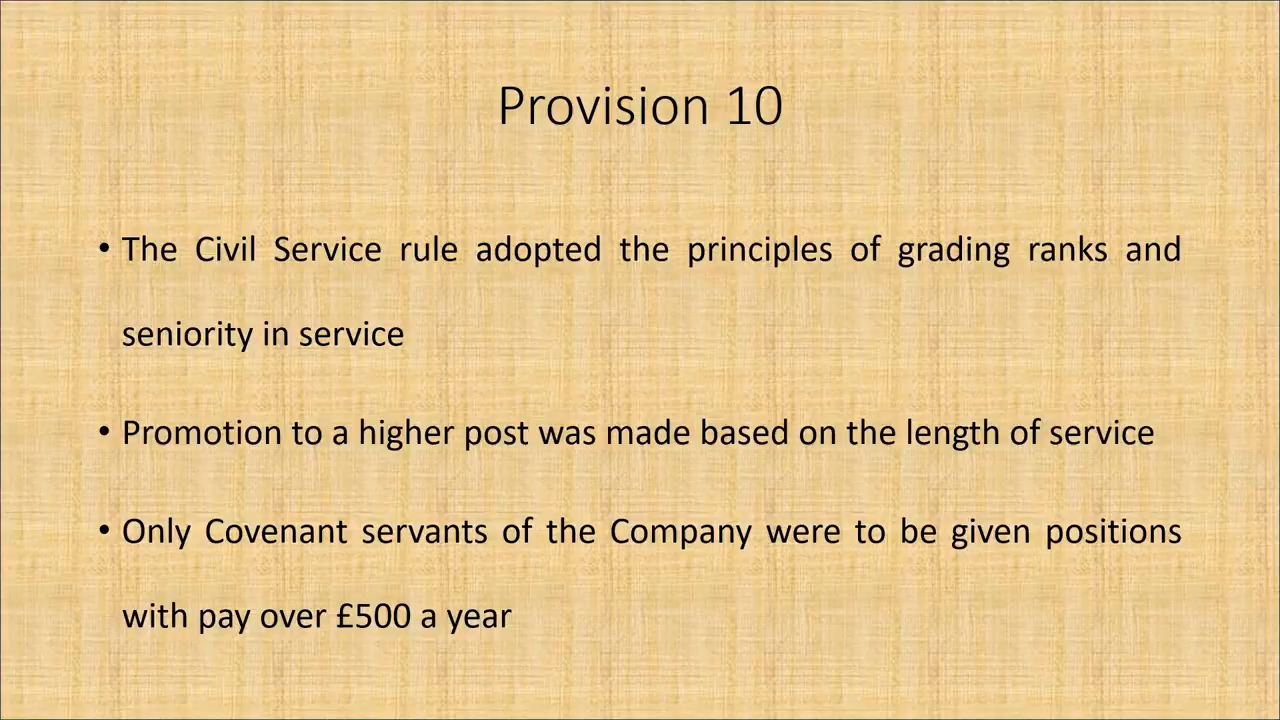 Provision 10
• The Civil Service rule adopted the principles of grading ranks and
seniority in service
• Promotion to a higher post was made based on the length of service
• Only Covenant servants of the Company were to be given positions
with pay over £500 a year